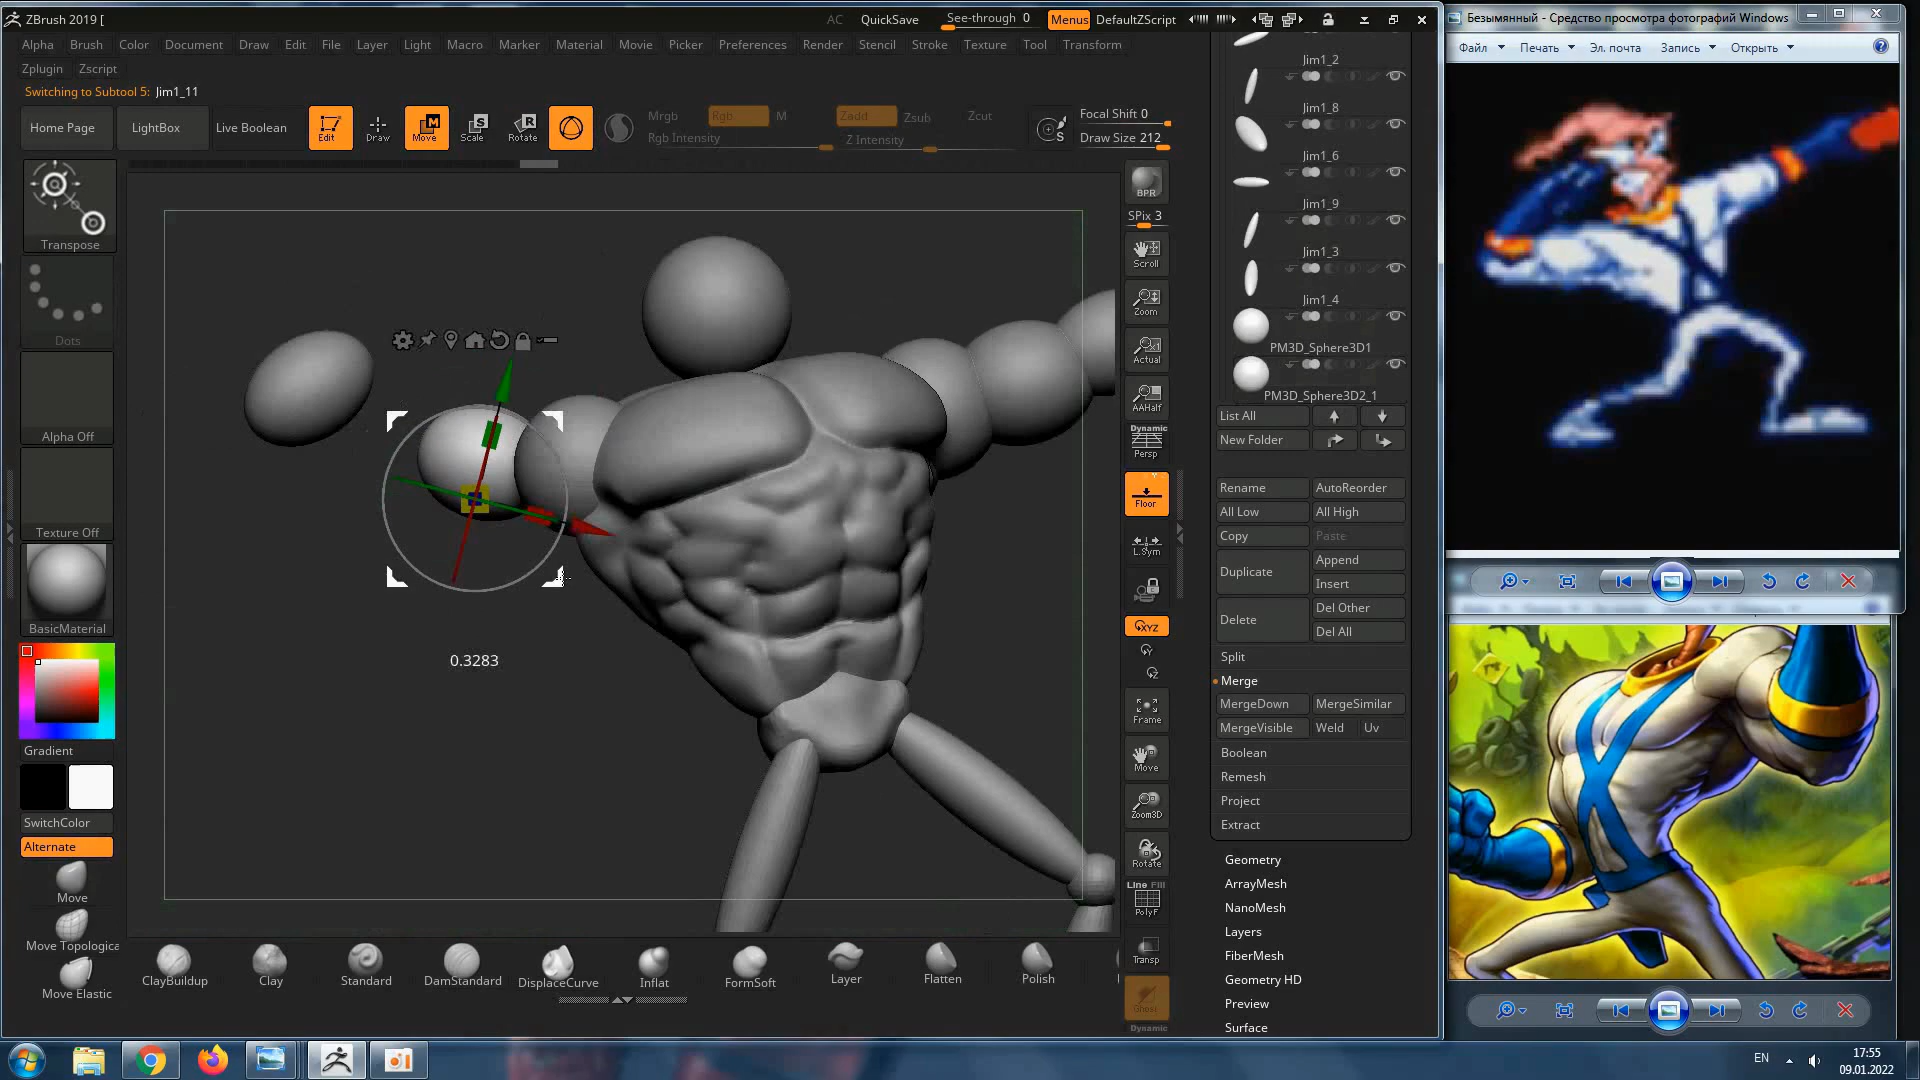 ZBrush 2019 [
AC
QuickSave
See-through 0
Menus
DefaultZScript
Alpha Brush Color Document Draw Edit File Layer Light Macro Marker Material Movie Picker Preferences Render Stencil Stroke Texture Tool Transform
Zplugin Zscript
Switching to Subtool 5: Jim1_11
Home Page
LightBox
Live Boolean
Edit
Draw
Move
Scale
Rotate
Mrgb
Rgb
M
Rgb Intensity
Zadd
Zsub
Zcut
Z Intensity
S
Focal Shift 0
Draw Size 212
Transpose
Dots
Alpha Off
Texture Off
BasicMaterial
Gradient
SwitchColor
Alternate
Move
Move Topologica
Move Elastic
0.3283
ClayBuildup
Clay
Standard
DamStandard
DisplaceCurve
Inflat
FormSoft
Layer
Flatten
Polish
BPR
SPix 3
Scroll
Zoom
Actual
AAHalf
Dynamic
Persp
Floor
L.Sym
XYZ
Frame
Move
Zoom3D
Rotate
Line Fill
PolyF
Transp
Ghost
Dynamic
Jim1_2
Jim1_8
Jim1_6
Jim1_9
Jim1_3
Jim1_4
PM3D_Sphere3D1
PM3D_Sphere3D2_1
List All
New Folder
Rename
AutoReorder
All Low
All High
Copy
Paste
Duplicate
Append
Insert
Delete
Del Other
Del All
Split
Merge
MergeDown
MergeSimilar
MergeVisible
Weld
Uv
Boolean
Remesh
Project
Extract
Geometry
ArrayMesh
NanoMesh
Layers
FiberMesh
Geometry HD
Preview
Surface
Безымянный - Средство просмотра фотографий Windows
Файл
Печать
Эл. почта
Запись
Открыть
EN
17:55
09.01.2022